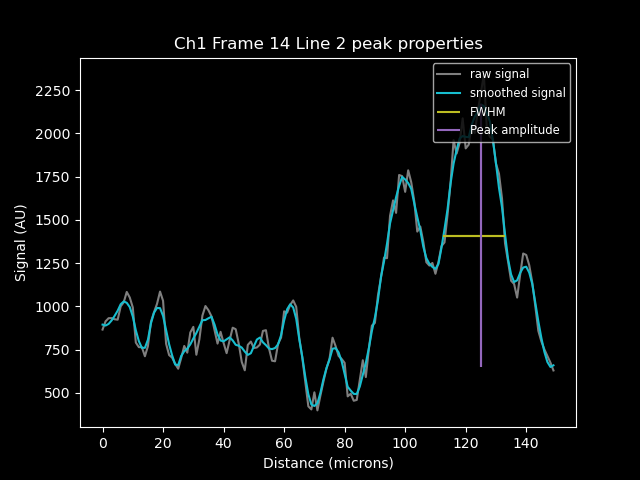 Ch1 Frame 14 Line 2 peak properties
raw signal
smoothed signal
FWHM
Peak amplitude
Signal (AU)
2250
2000
1750
1500
1250
1000
750
500
0 20 40 60 80 100 120 140
Distance (microns)